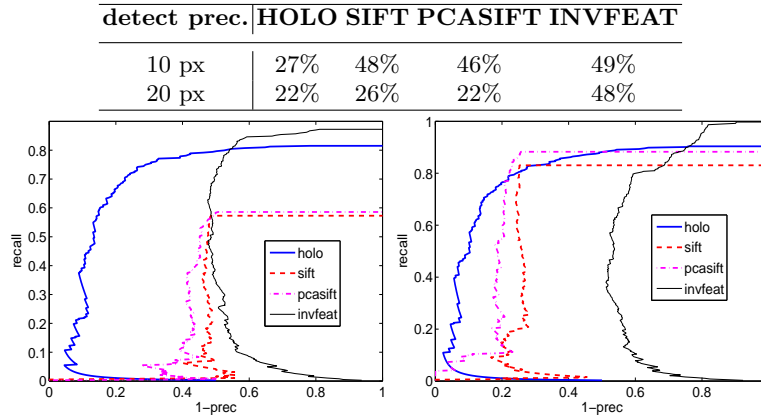 detect prec. HOLO SIFT PCASIFT INVFEAT
10 px 27% 48% 46% 49%
20 px 22% 26% 22% 48%
0 0.1 0.2 0.3 0.4 0.5 0.6 0.7 0.8
recall
0 0.2 0.4 0.6 0.8 1
1−prec
holo
sift
pcasift
invfeat
0 0.2 0.4 0.6 0.8 1
recall
0 0.2 0.4 0.6 0.8
1−prec
holo
sift
pcasift
invfeat